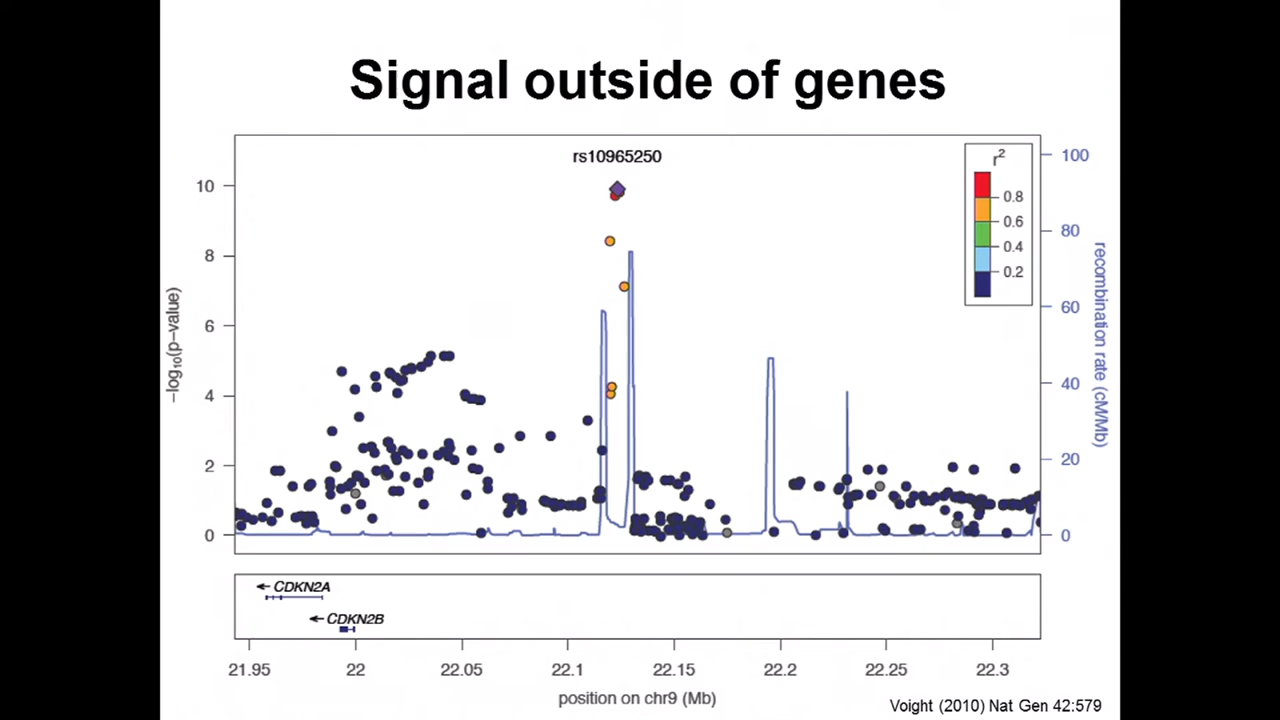 Signal outside of genes
rs10965250
r2
0.8
0.6
0.4
0.2
10
8
6
4
2
0
−log10(p−value)
100
80
60
40
20
0
recombination rate (cM/Mb)
CDKN2A
CDKN2B
21.95 22 22.05 22.1 22.15 22.2 22.25 22.3
position on chr9 (Mb)
Voight (2010) Nat Gen 42:579